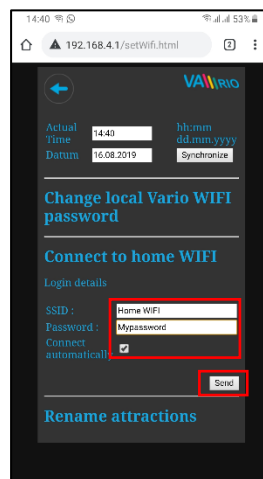 14:40 53%
192.168.4.1/setWifi.html 2
VARIO
Actual Time 14:40 hh:mm
Datum 16.08.2019 dd.mm.yyyy
Synchronize
Change local Vario WIFI
password
Connect to home WIFI
Login details
SSID : Home WIFI
Password : Mypassword
Connect
automatically
Send
Rename attractions